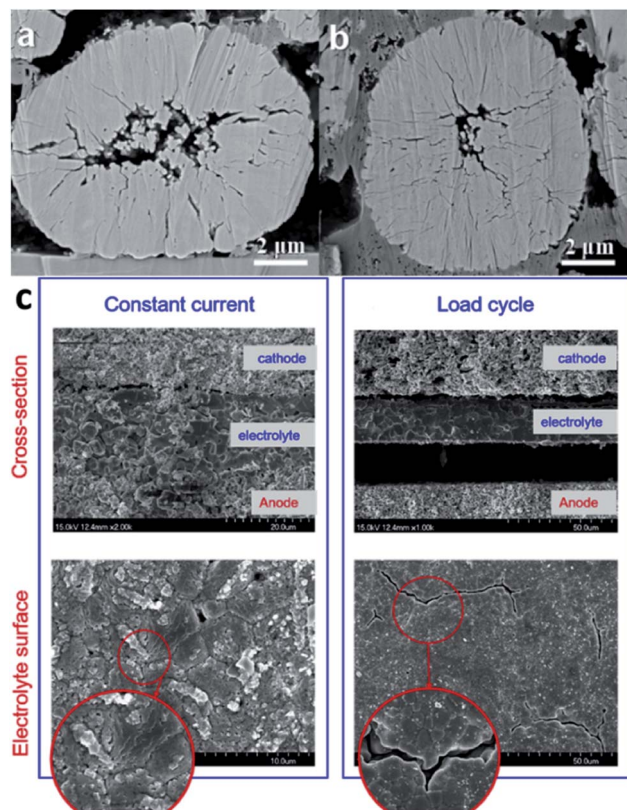 a
b
2 μm
2 μm
c
Constant current
Load cycle
Cross-section
cathode
electrolyte
Anode
15.0kV 12.4mm x2.00k
20.0um
cathode
electrolyte
Anode
15.0kV 12.4mm x1.00k
50.0um
Electrolyte surface
10.0um
50.0um